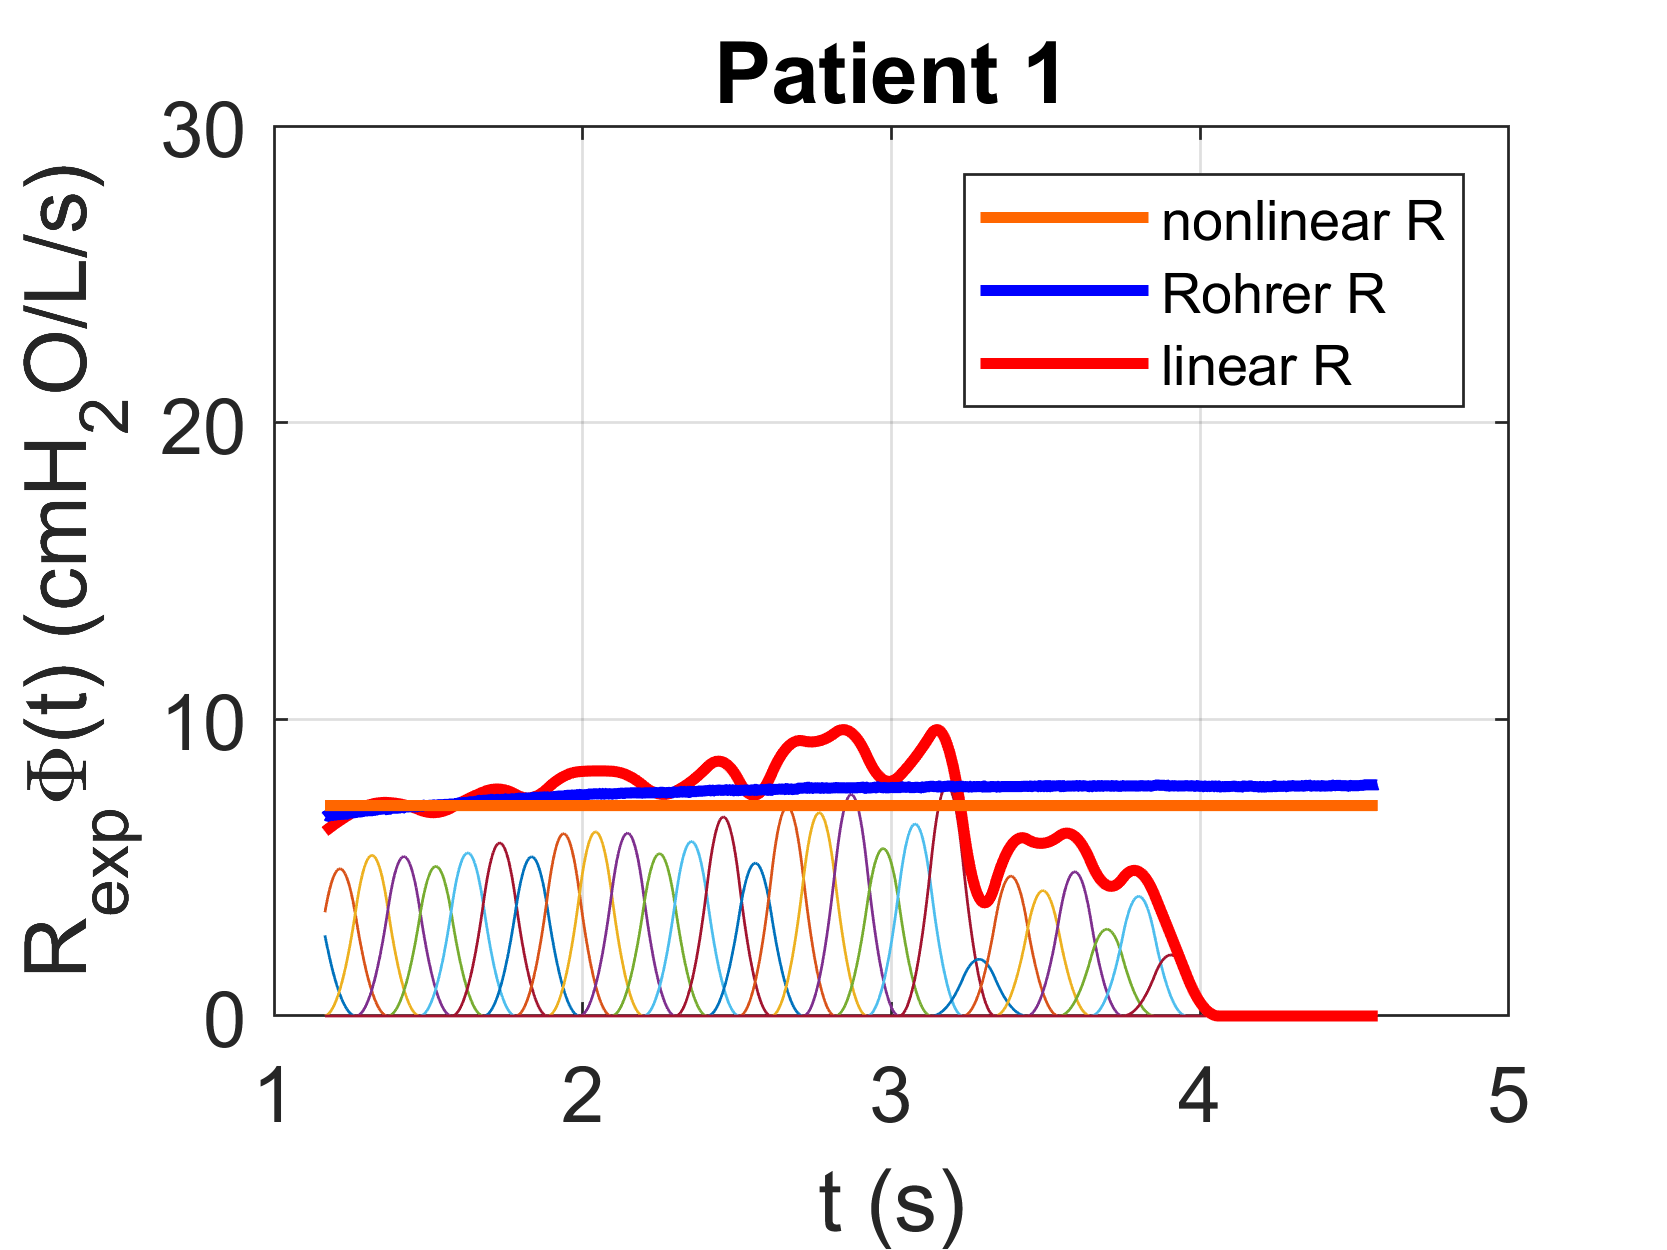 Patient 1
R_exp Φ(t) (cmH_2O/L/s)
30
20
10
0
nonlinear R
Rohrer R
linear R
1 2 3 4 5
t (s)